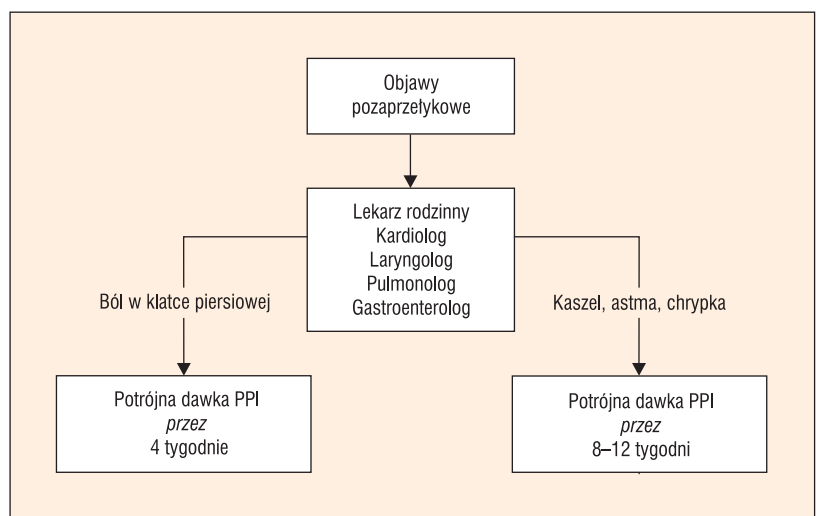 Objawy
pozaprzełykowe
Lekarz rodzinny
Kardiolog
Laryngolog
Pulmonolog
Gastroenterolog
Ból w klatce piersiowej
Kaszel, astma, chrypka
Potrójna dawka PPI
przez
4 tygodnie
Potrójna dawka PPI
przez
8–12 tygodni